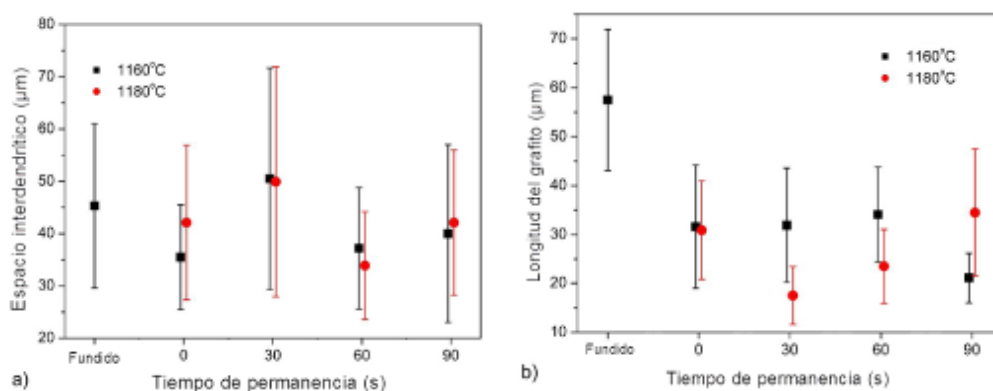 80
70
60
50
40
30
20
Espacio interdendrítico (µm)
1160°C
1180°C
Fundido 0 30 60 90
Tiempo de permanencia (s)
a)
70
60
50
40
30
20
10
Longitud del grafito (µm)
1160°C
1180°C
Fundido 0 30 60 90
Tiempo de permanencia (s)
b)